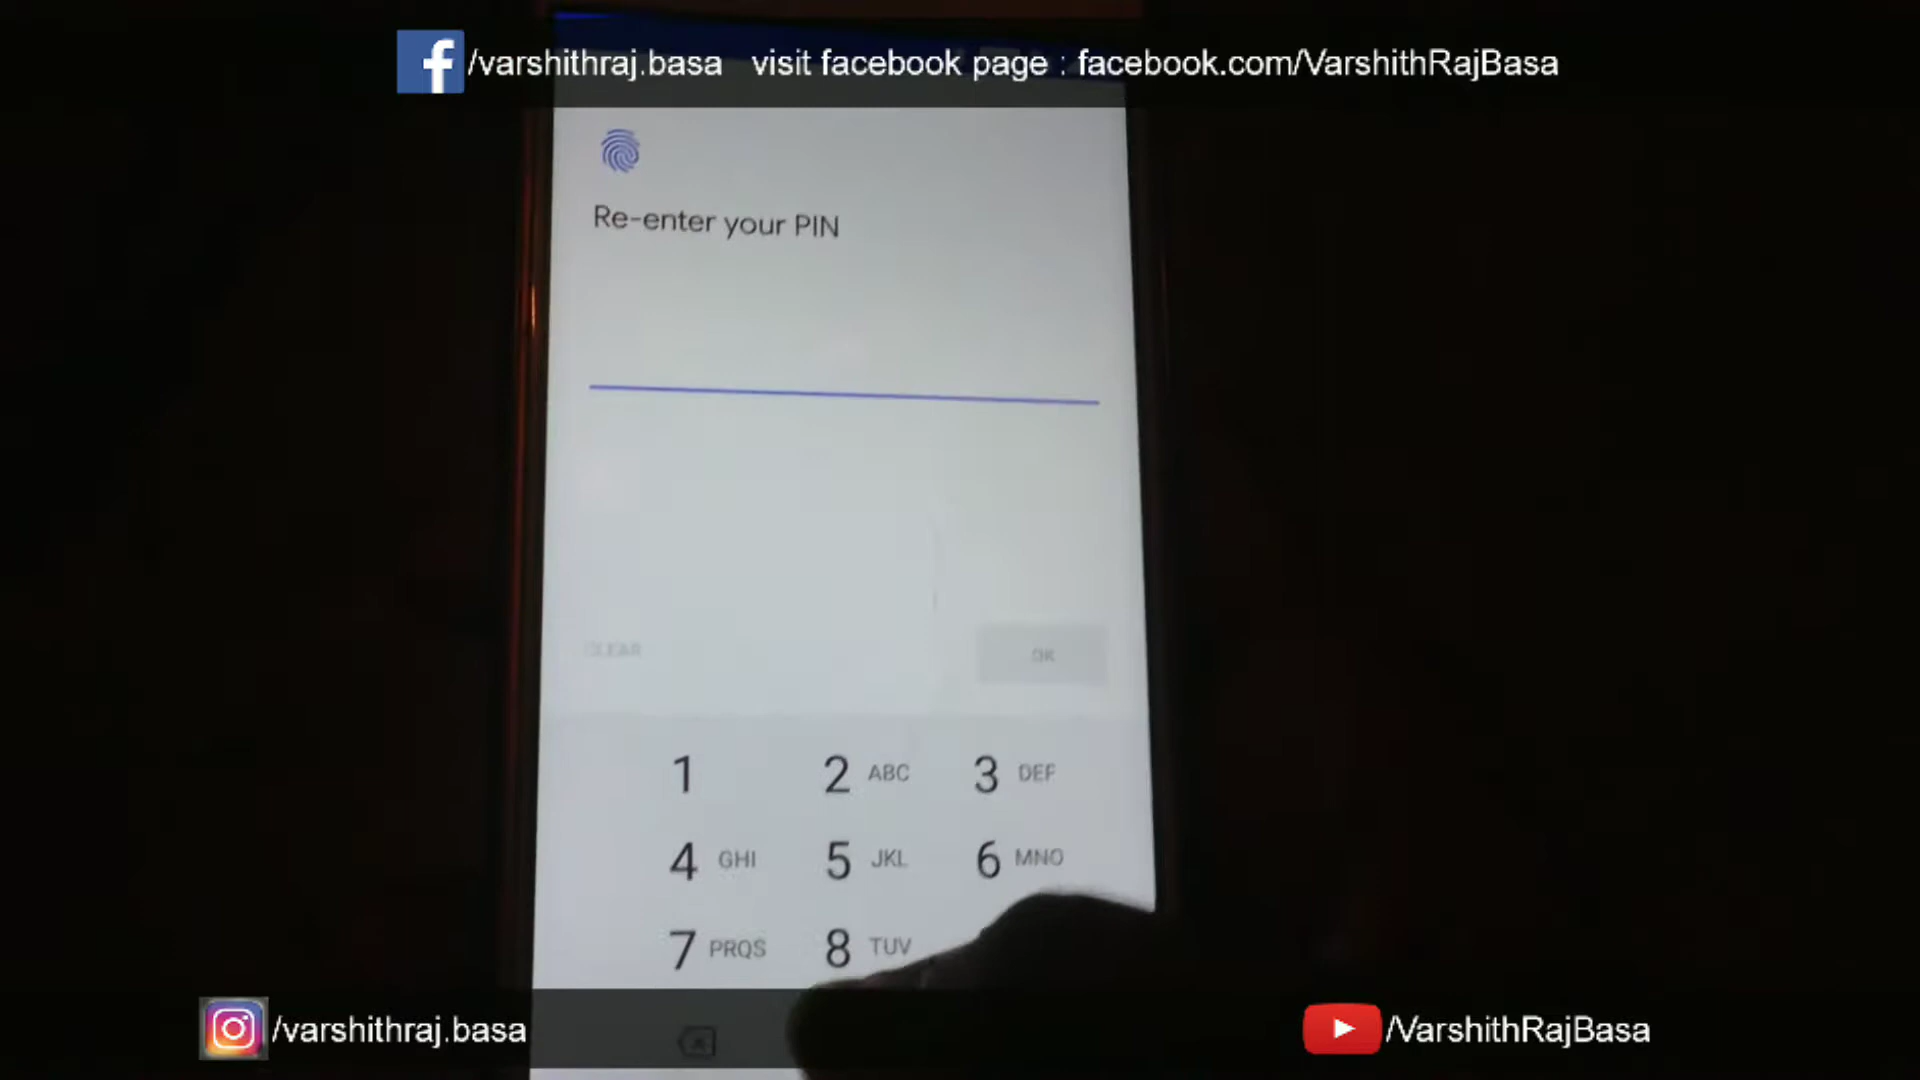 f/varshithraj.basa visit facebook page : facebook.com/VarshithRajBasa
Re-enter your PIN
CLEAR OK
1 2 ABC 3 DEF
4 GHI 5 JKL 6 MNO
7 PRQS 8 TUV
/varshithraj.basa /VarshithRajBasa